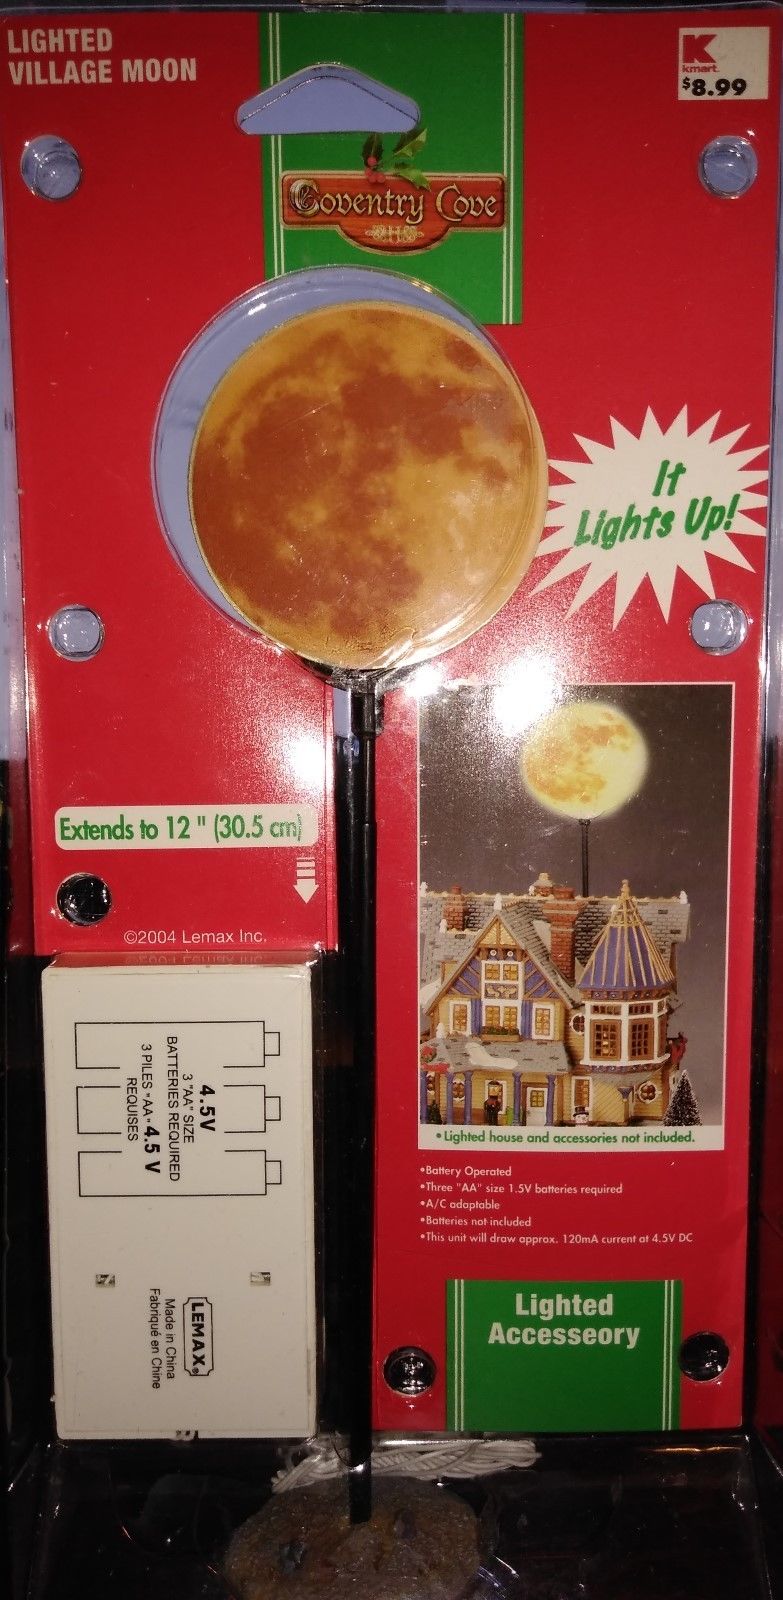 LIGHTED
VILLAGE MOON
K
kmart.
$8.99
Coventry Cove
It
Lights Up!
Extends to 12 " (30.5 cm)
©2004 Lemax Inc.
4.5V
3 "AA" SIZE
BATTERIES REQUIRED
3 PILES "AA" 4.5 V
REQUISES
LEMAX®
Made in China
Fabriqué en Chine
• Lighted house and accessories not included.
•Battery Operated
•Three "AA" size 1.5V batteries required
•A/C adaptable
•Batteries not included
•This unit will draw approx. 120mA current at 4.5V DC
Lighted
Accesseory